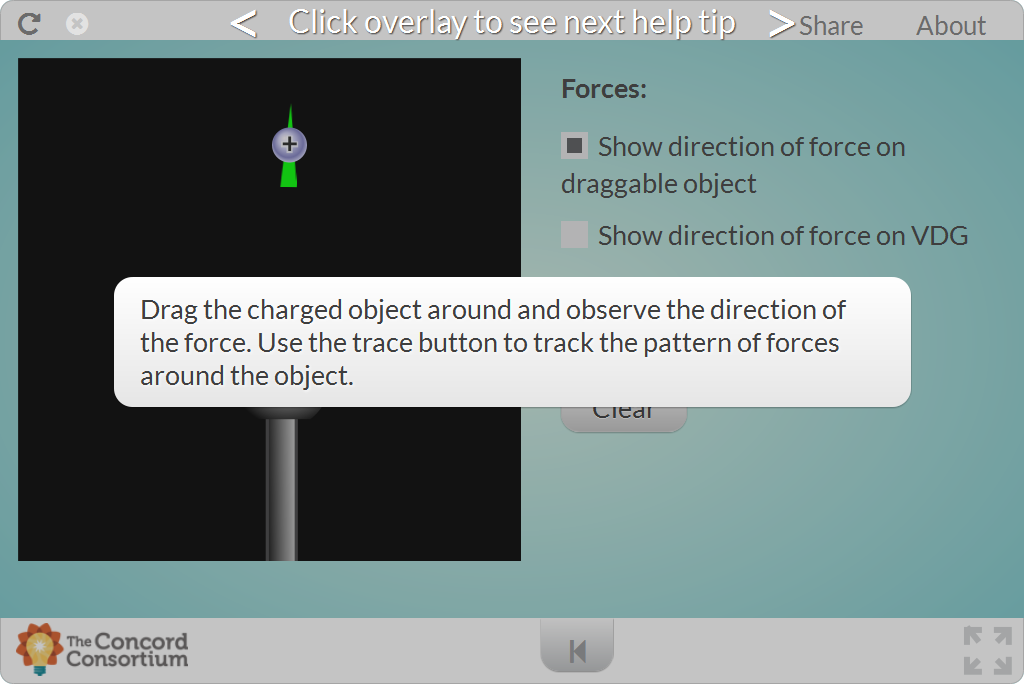 < Click overlay to see next help tip > Share About
Forces:
Show direction of force on
draggable object
Show direction of force on VDG
Drag the charged object around and observe the direction of
the force. Use the trace button to track the pattern of forces
around the object.
Clear
The Concord
Consortium